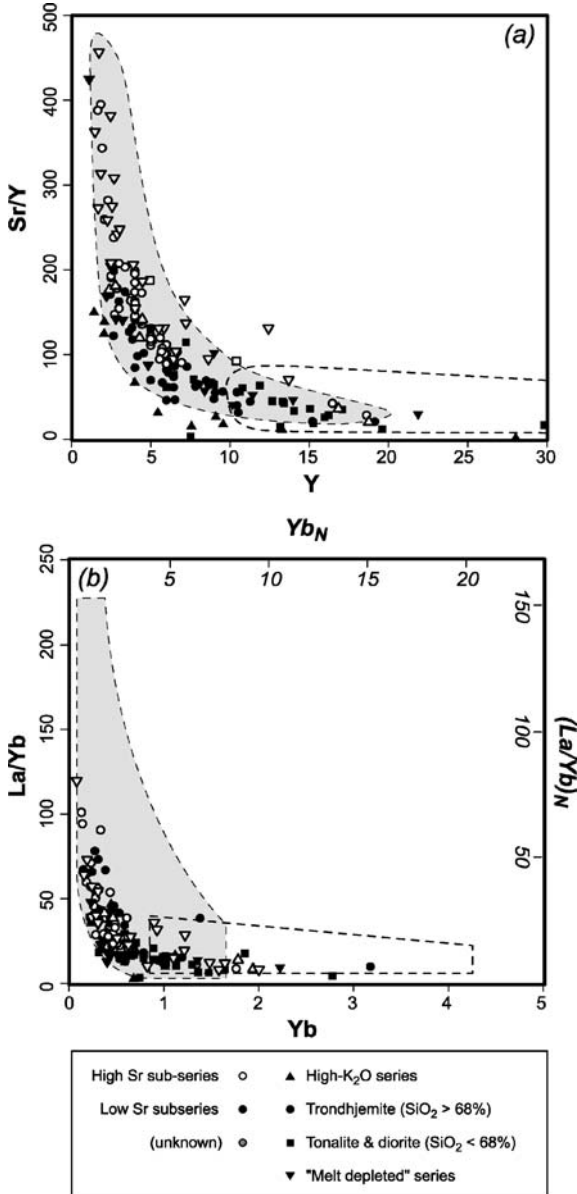 500
(a)
400
300
Sr/Y
200
100
0
0 5 10 15 20 25 30
Y
Yb_N
250
(b)
5 10 15 20
150
200
150
La/Yb
100
(La/Yb)_N
100
50
50
0
0 1 2 3 4 5
Yb
High Sr sub-series High-K₂O series
Low Sr subseries Trondhjemite (SiO₂ > 68%)
(unknown) Tonalite & diorite (SiO₂ < 68%)
"Melt depleted" series